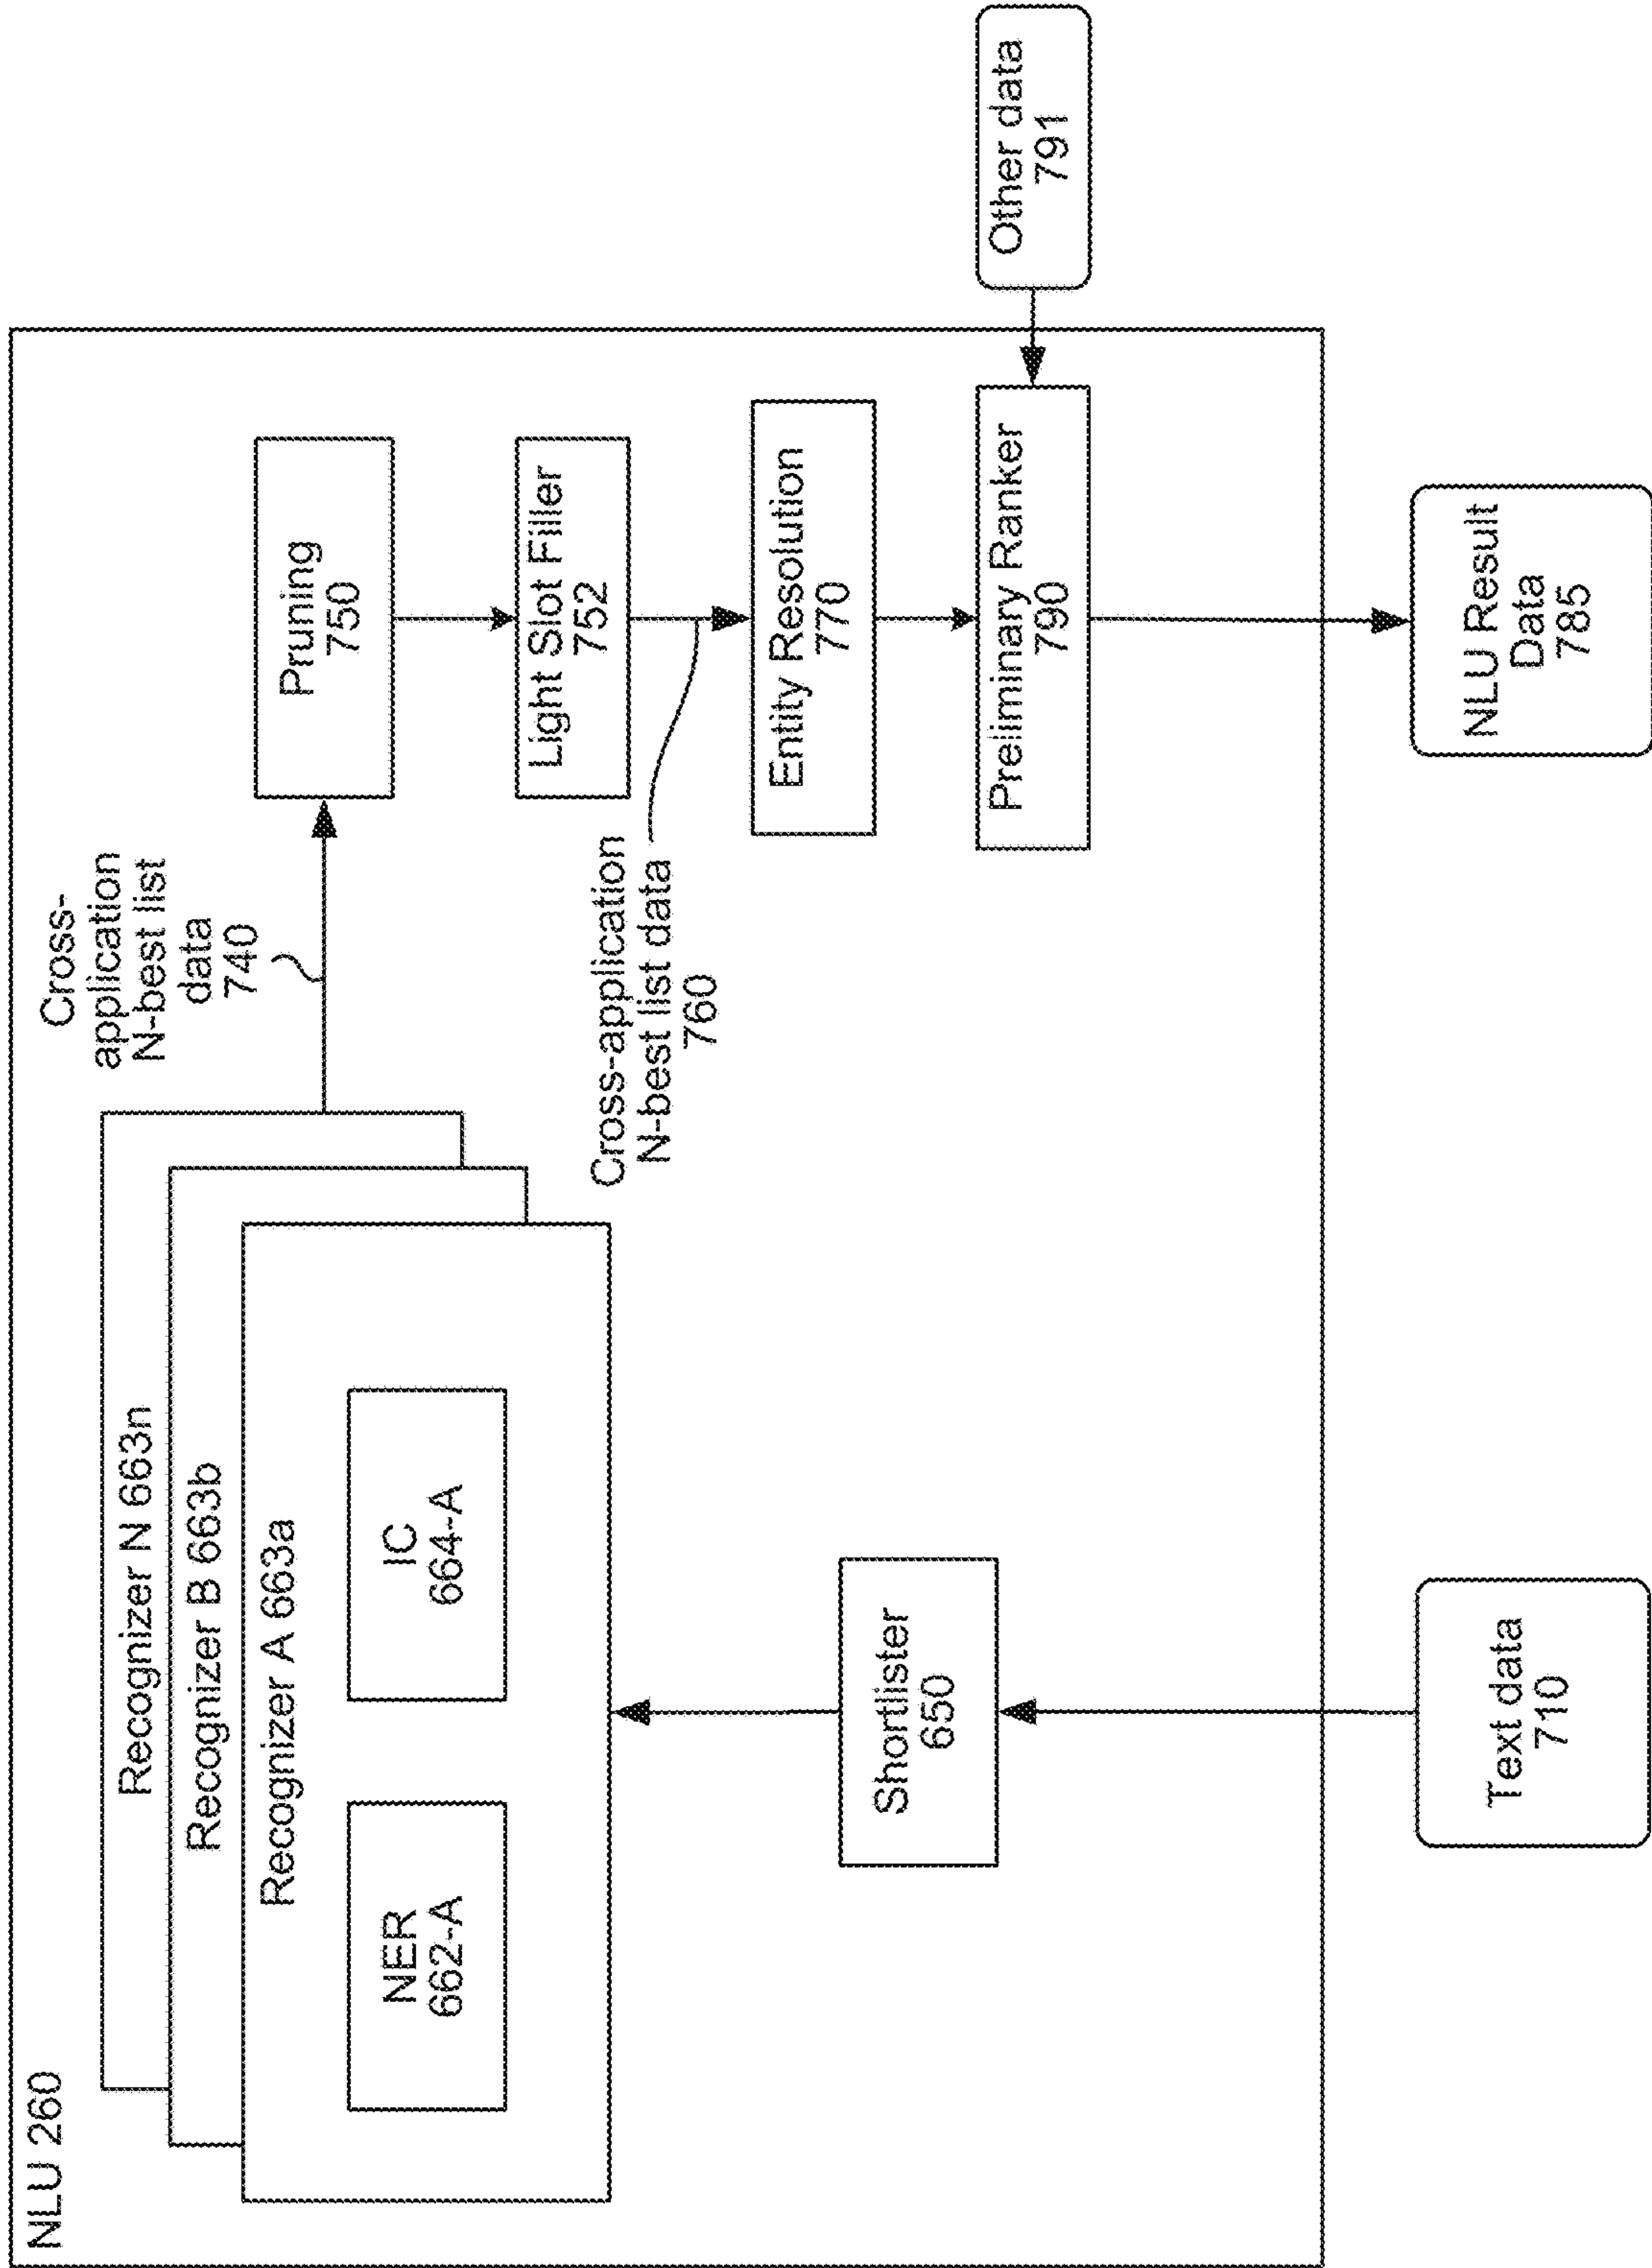 NLU 260
Recognizer N 663n
Recognizer B 663b
Recognizer A 663a
NER
662-A
IC
664-A
Shortlister
650
Text data
710
Cross-
application
N-best list
data
740
Pruning
750
Light Slot Filler
752
Cross-application
N-best list data
760
Entity Resolution
770
Preliminary Ranker
790
Other data
791
NLU Result
Data
785